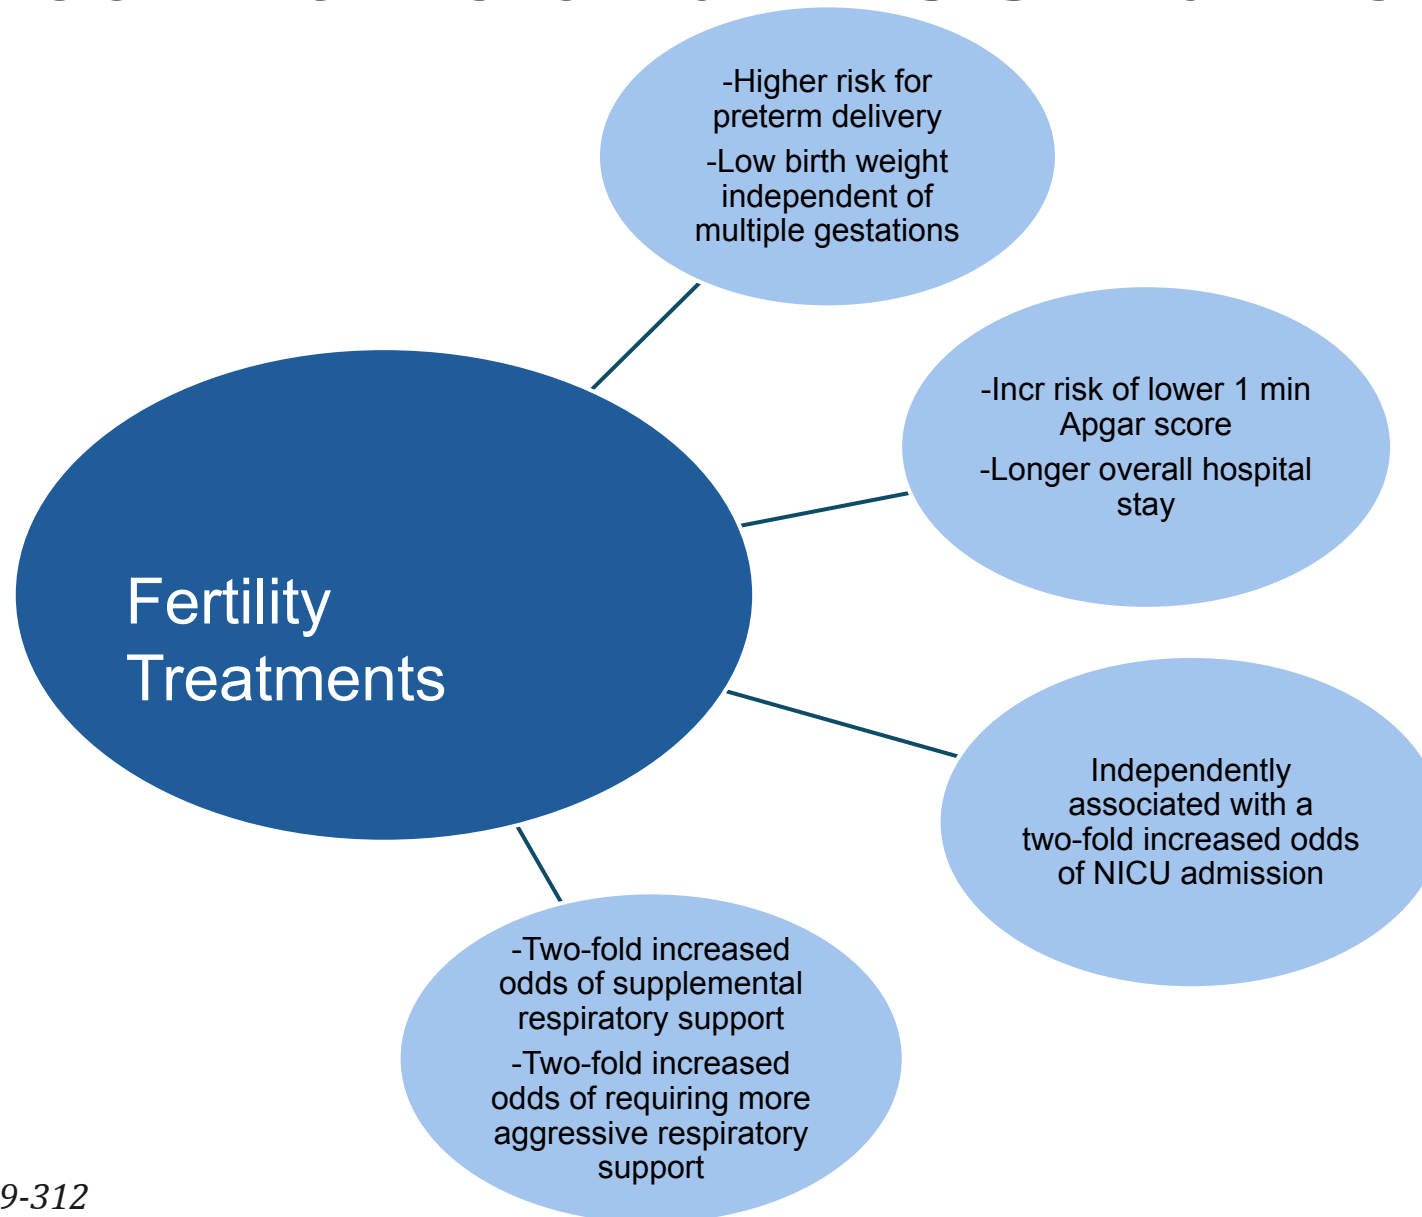 -Higher risk for
preterm delivery
-Low birth weight
independent of
multiple gestations
-Incr risk of lower 1 min
Apgar score
-Longer overall hospital
stay
Fertility
Treatments
Independently
associated with a
two-fold increased odds
of NICU admission
-Two-fold increased
odds of supplemental
respiratory support
-Two-fold increased
odds of requiring more
aggressive respiratory
support
9-312